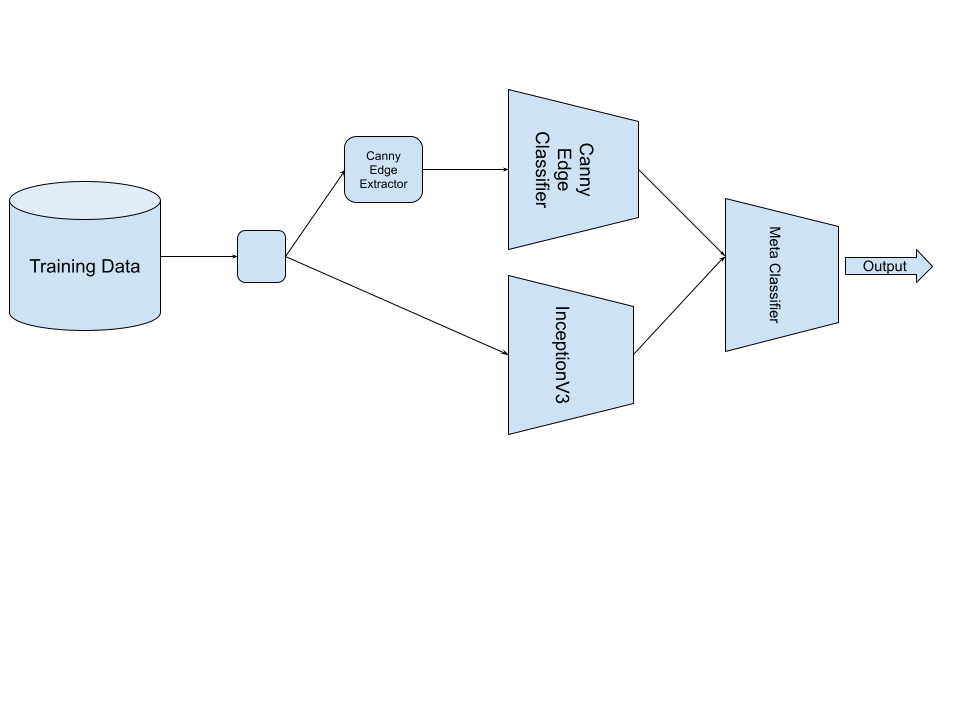 Training Data
Canny
Edge
Extractor
Canny
Edge
Classifier
InceptionV3
Meta Classifier
Output